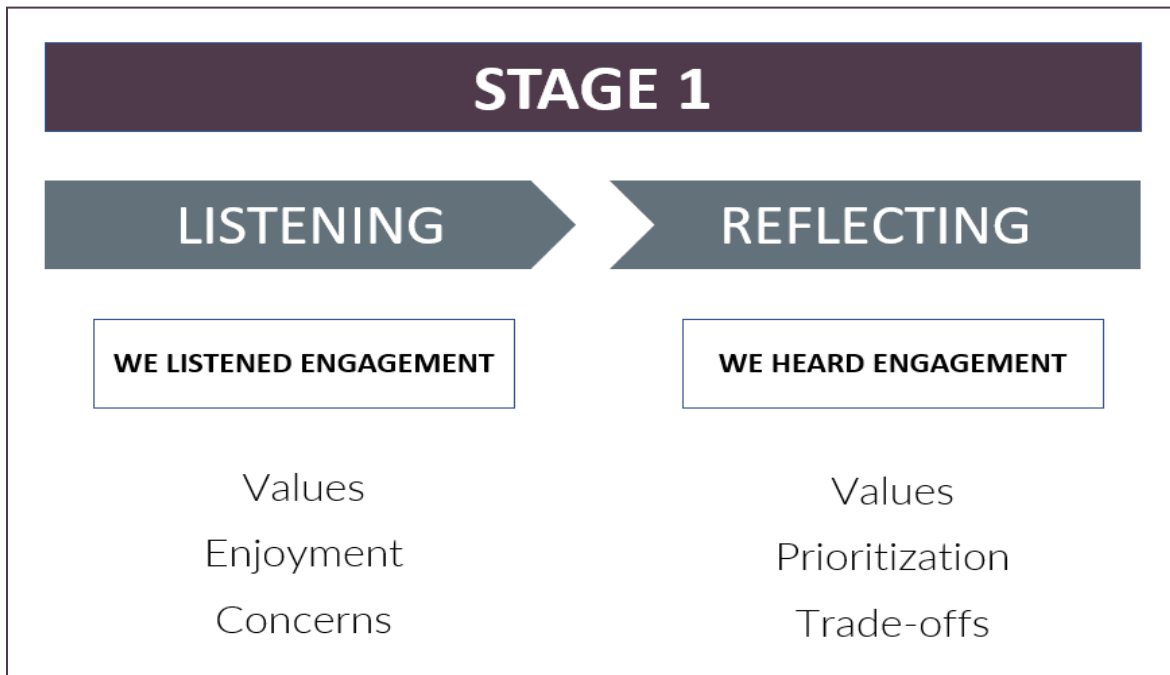 STAGE 1
LISTENING
REFLECTING
WE LISTENED ENGAGEMENT
WE HEARD ENGAGEMENT
Values
Enjoyment
Concerns
Values
Prioritization
Trade-offs